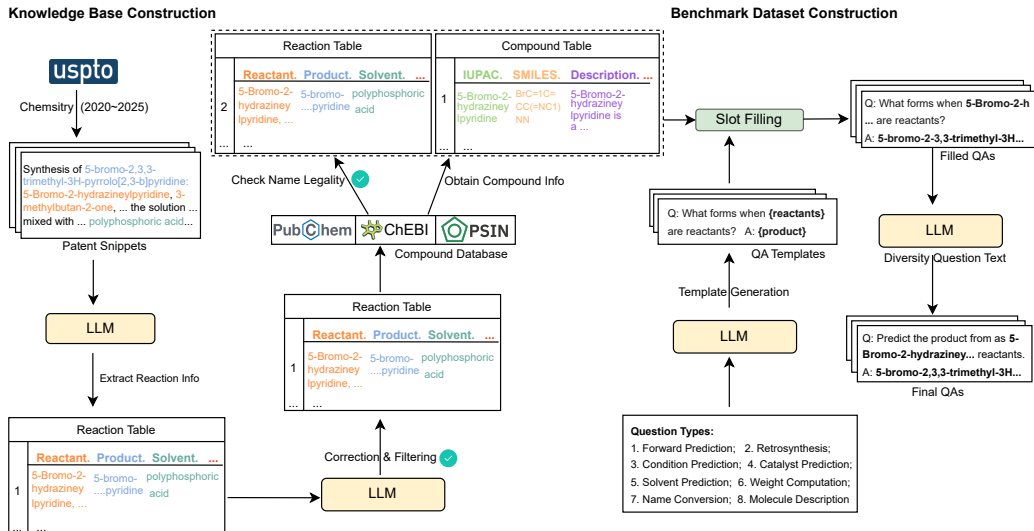 Knowledge Base Construction
uspto
Chemsitry (2020~2025)
Synthesis of 5-bromo-2,3,3-
trimethyl-3H-pyrrolo[2,3-b]pyridine:
5-Bromo-2-hydrazineylpyridine, 3-
methylbutan-2-one, ... the solution ...
mixed with ... polyphosphoric acid...
Patent Snippets
LLM
Extract Reaction Info
Reaction Table
Reactant. Product. Solvent. ...
1
5-Bromo-2-
hydraziney
lpyridine, ...
5-bromo-
....pyridine
polyphosphoric
acid
...
...
LLM
Correction & Filtering
Reaction Table
Reactant. Product. Solvent. ...
1
5-Bromo-2-
hydraziney
lpyridine, ...
5-bromo-
....pyridine
polyphosphoric
acid
...
...
PubChem
ChEBI
OPSIN
Compound Database
Check Name Legality
Obtain Compound Info
Reaction Table
Reactant. Product. Solvent. ...
2
5-Bromo-2-
hydraziney
lpyridine, ...
5-bromo-
....pyridine
polyphosphoric
acid
...
...
Compound Table
IUPAC. SMILES. Description. ...
1
5-Bromo-2-
hydraziney
lpyridine
BrC=1C=
CC(=NC1)
NN
5-Bromo-2-
hydraziney
lpyridine is
a ...
...
...
Benchmark Dataset Construction
Slot Filling
Q: What forms when 5-Bromo-2-h
... are reactants?
A: 5-bromo-2-3,3-trimethyl-3H...
Filled QAs
Q: What forms when {reactants}
are reactants? A: {product}
QA Templates
Template Generation
LLM
LLM
Diversity Question Text
Q: Predict the product from as 5-
Bromo-2-hydraziney... reactants.
A: 5-bromo-2,3,3-trimethyl-3H...
Final QAs
Question Types:
1. Forward Prediction; 2. Retrosynthesis;
3. Condition Prediction; 4. Catalyst Prediction;
5. Solvent Prediction; 6. Weight Computation;
7. Name Conversion; 8. Molecule Description